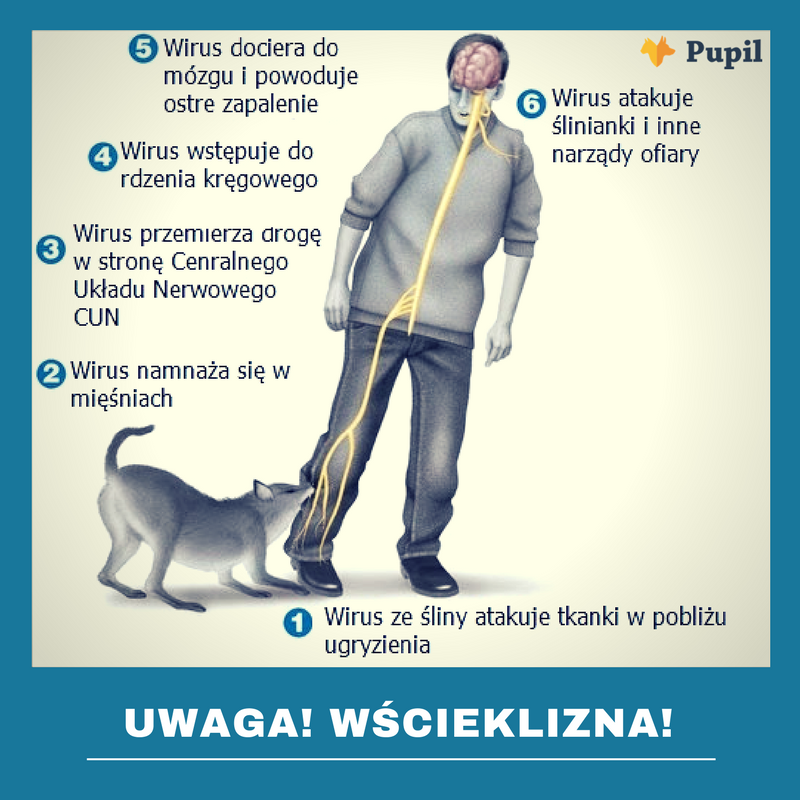 5 Wirus dociera do
mózgu i powoduje
ostre zapalenie
Pupil
6 Wirus atakuje
ślinianki i inne
narządy ofiary
4 Wirus wstępuje do
rdzenia kręgowego
3 Wirus przemierza drogę
w stronę Cenralnego
Układu Nerwowego
CUN
2 Wirus namnaża się w
mięśniach
1 Wirus ze śliny atakuje tkanki w pobliżu
ugryzienia
UWAGA! WŚCIEKLIZNA!